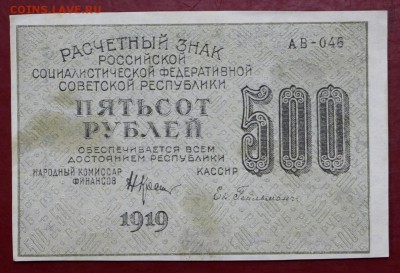 COINS.LAVE.RU
РАСЧЕТНЫЙ ЗНАК
АВ-046
РОССИЙСКОЙ
СОЦИАЛИСТИЧЕСКОЙ ФЕДЕРАТИВНОЙ
СОВЕТСКОЙ РЕСПУБЛИКИ
ПЯТЬСОТ
РУБЛЕЙ
500
ОБЕСПЕЧИВАЕТСЯ ВСЕМ
ДОСТОЯНИЕМ РЕСПУБЛИКИ
НАРОДНЫЙ КОМИССАР
ФИНАНСОВ
КАССИР
1919